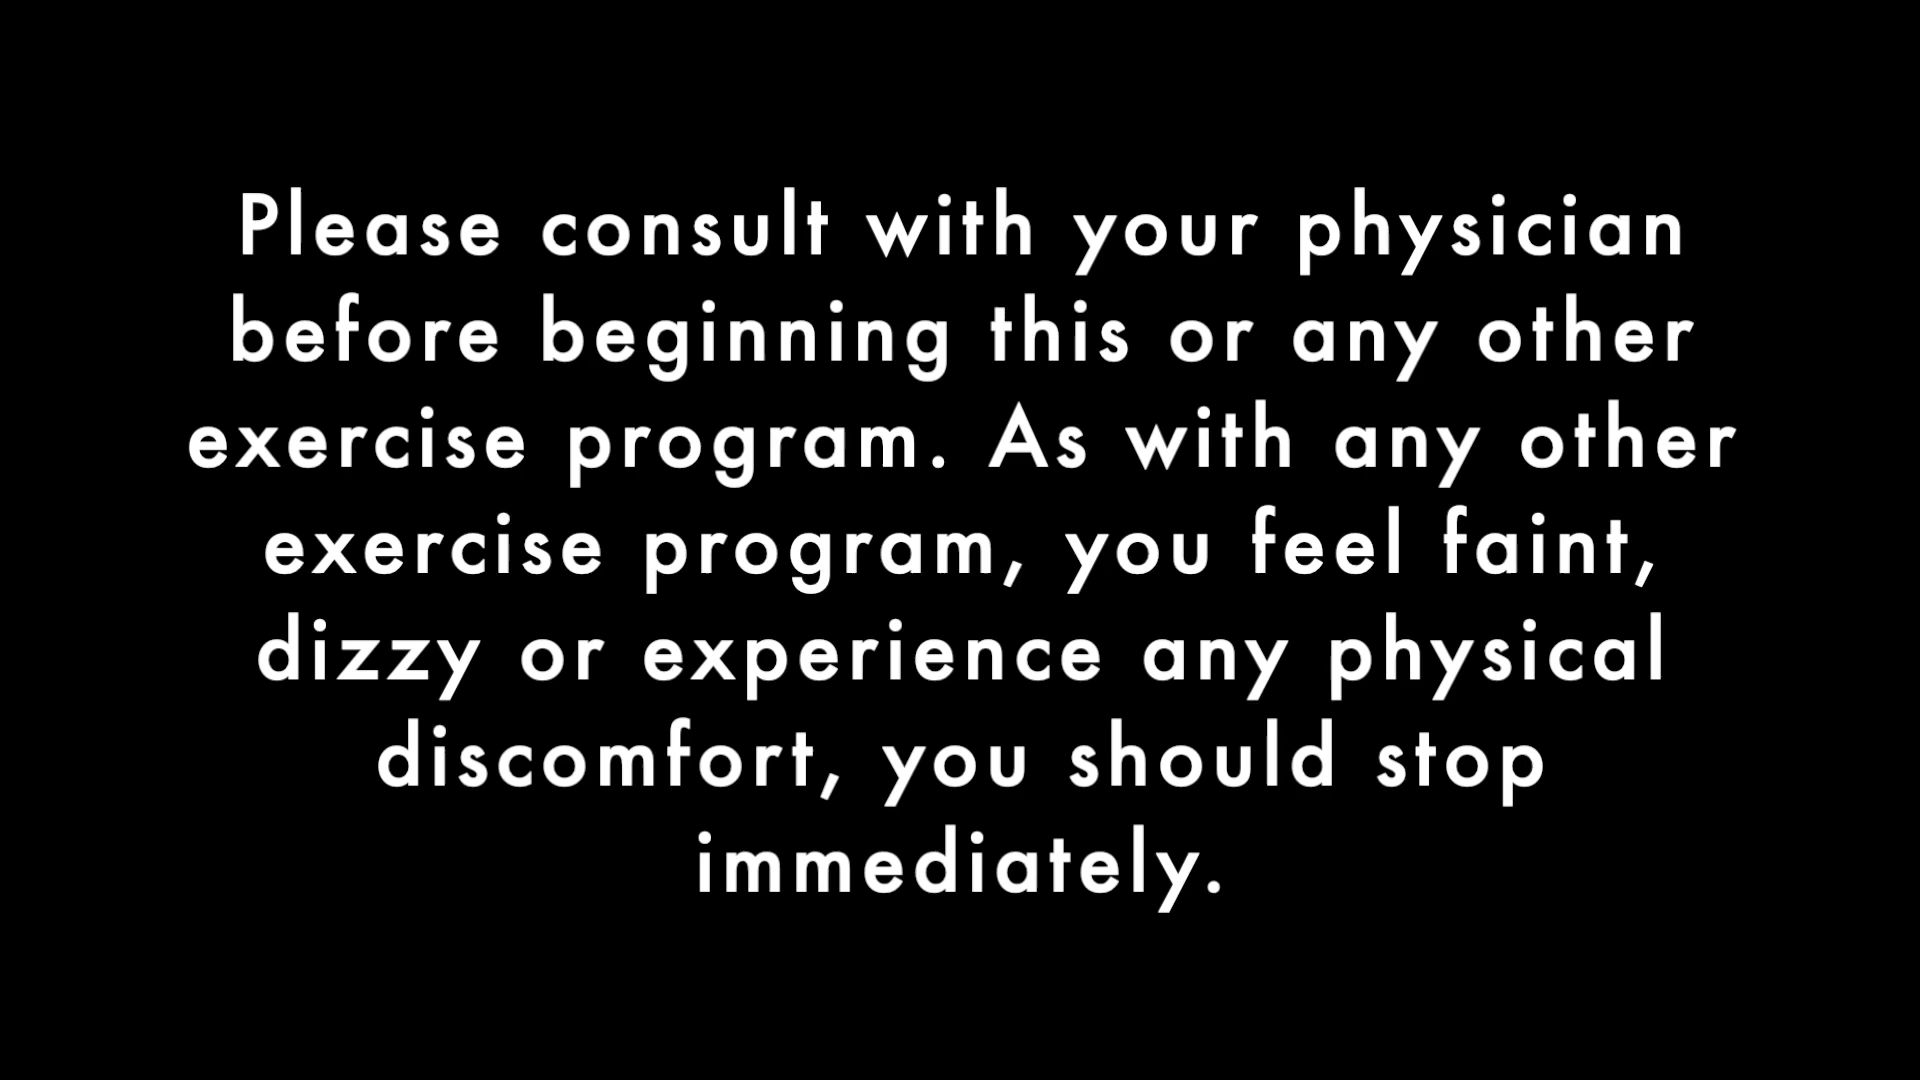 Please consult with your physician
before beginning this or any other
exercise program. As with any other
exercise program, you feel faint,
dizzy or experience any physical
discomfort, you should stop
immediately.